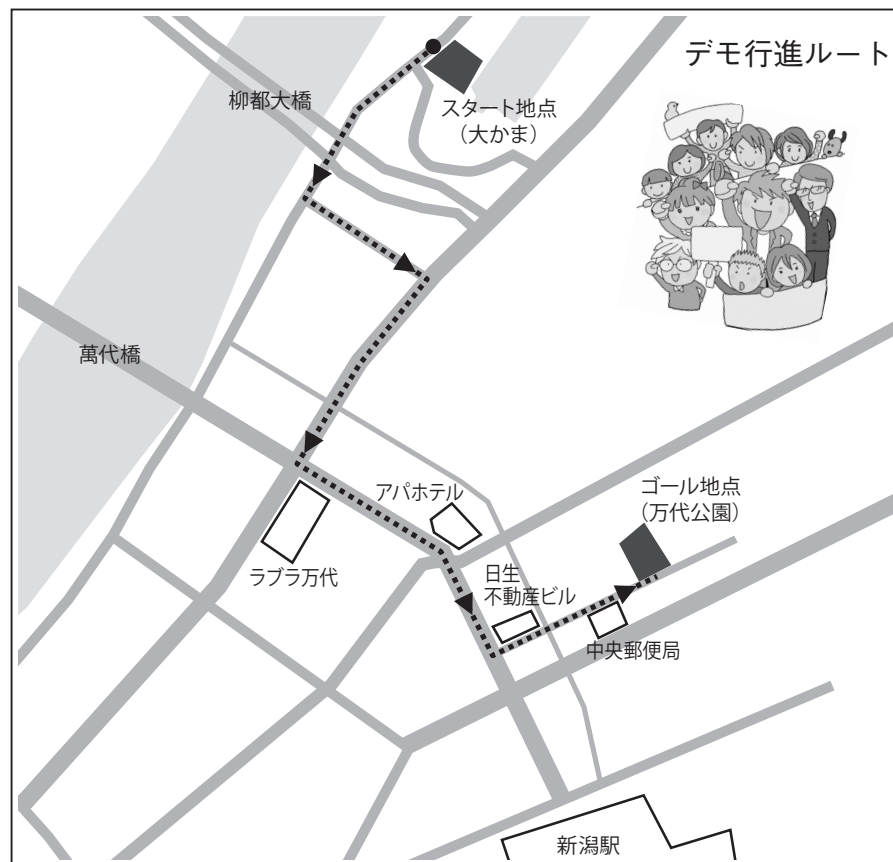 デモ行進ルート
柳都大橋
スタート地点
（大かま）
萬代橋
アパホテル
ゴール地点
（万代公園）
ラブラ万代
日生
不動産ビル
中央郵便局
新潟駅